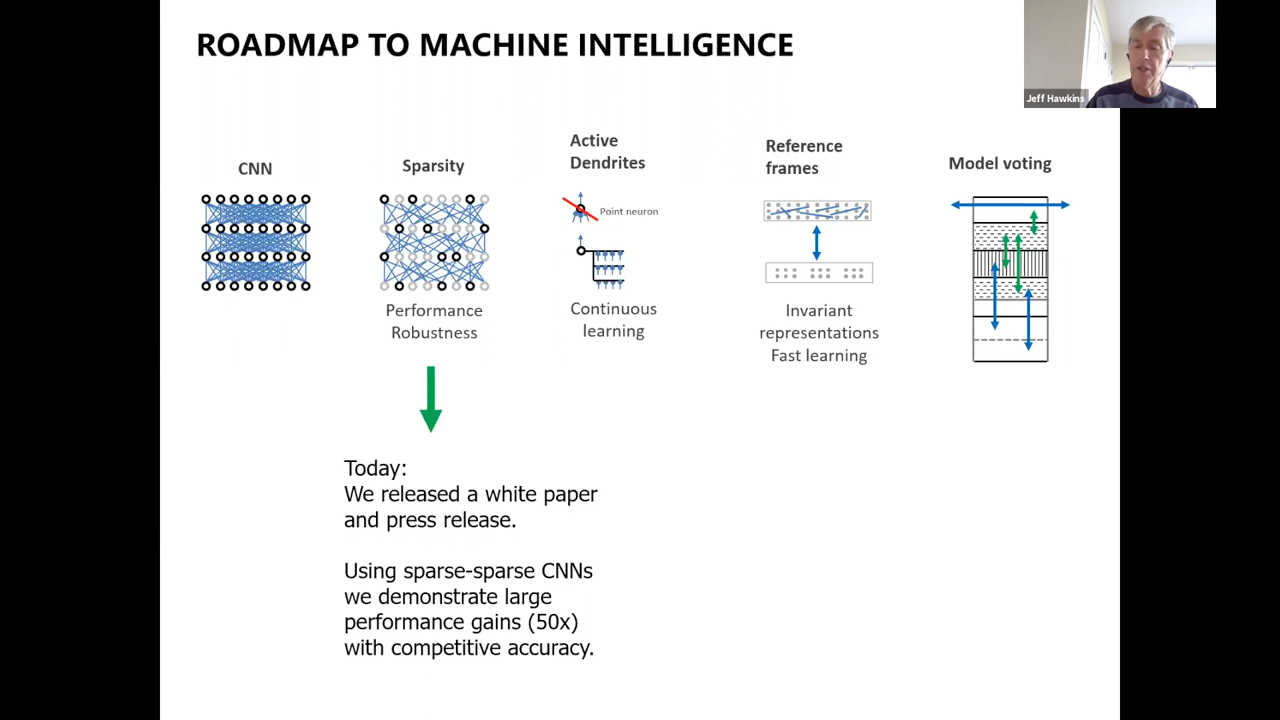 ROADMAP TO MACHINE INTELLIGENCE
Jeff Hawkins
CNN
Sparsity
Performance
Robustness
Active
Dendrites
Point neuron
Continuous
learning
Reference
frames
Invariant
representations
Fast learning
Model voting
Today:
We released a white paper
and press release.
Using sparse-sparse CNNs
we demonstrate large
performance gains (50x)
with competitive accuracy.